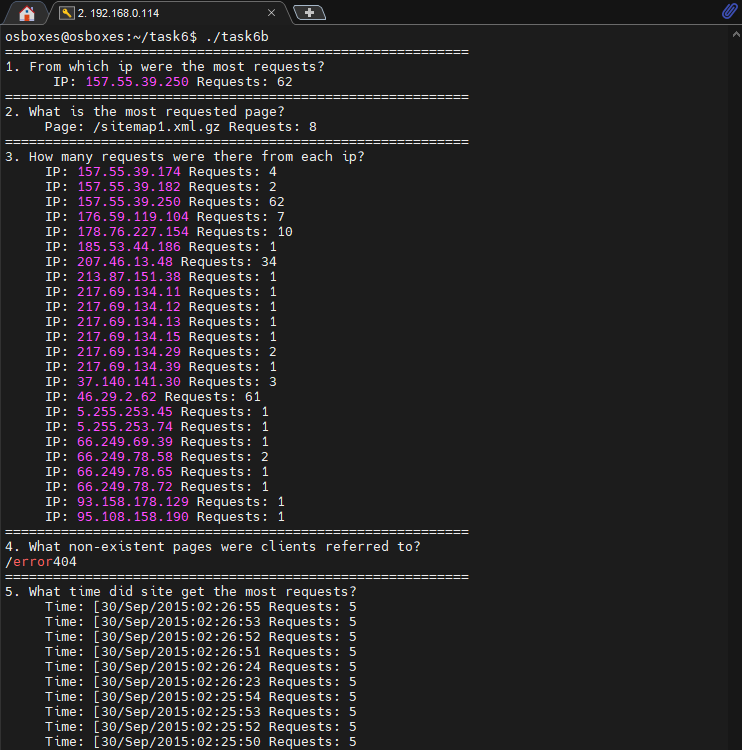 2. 192.168.0.114
osboxes@osboxes:~/task6$ ./task6b
==========================================================
1. From which ip were the most requests?
      IP: 157.55.39.250 Requests: 62
==========================================================
2. What is the most requested page?
     Page: /sitemap1.xml.gz Requests: 8
==========================================================
3. How many requests were there from each ip?
     IP: 157.55.39.174 Requests: 4
     IP: 157.55.39.182 Requests: 2
     IP: 157.55.39.250 Requests: 62
     IP: 176.59.119.104 Requests: 7
     IP: 178.76.227.154 Requests: 10
     IP: 185.53.44.186 Requests: 1
     IP: 207.46.13.48 Requests: 34
     IP: 213.87.151.38 Requests: 1
     IP: 217.69.134.11 Requests: 1
     IP: 217.69.134.12 Requests: 1
     IP: 217.69.134.13 Requests: 1
     IP: 217.69.134.15 Requests: 1
     IP: 217.69.134.29 Requests: 2
     IP: 217.69.134.39 Requests: 1
     IP: 37.140.141.30 Requests: 3
     IP: 46.29.2.62 Requests: 61
     IP: 5.255.253.45 Requests: 1
     IP: 5.255.253.74 Requests: 1
     IP: 66.249.69.39 Requests: 1
     IP: 66.249.78.58 Requests: 2
     IP: 66.249.78.65 Requests: 1
     IP: 66.249.78.72 Requests: 1
     IP: 93.158.178.129 Requests: 1
     IP: 95.108.158.190 Requests: 1
==========================================================
4. What non-existent pages were clients referred to?
/error404
==========================================================
5. What time did site get the most requests?
     Time: [30/Sep/2015:02:26:55 Requests: 5
     Time: [30/Sep/2015:02:26:53 Requests: 5
     Time: [30/Sep/2015:02:26:52 Requests: 5
     Time: [30/Sep/2015:02:26:51 Requests: 5
     Time: [30/Sep/2015:02:26:24 Requests: 5
     Time: [30/Sep/2015:02:26:23 Requests: 5
     Time: [30/Sep/2015:02:25:54 Requests: 5
     Time: [30/Sep/2015:02:25:53 Requests: 5
     Time: [30/Sep/2015:02:25:52 Requests: 5
     Time: [30/Sep/2015:02:25:50 Requests: 5